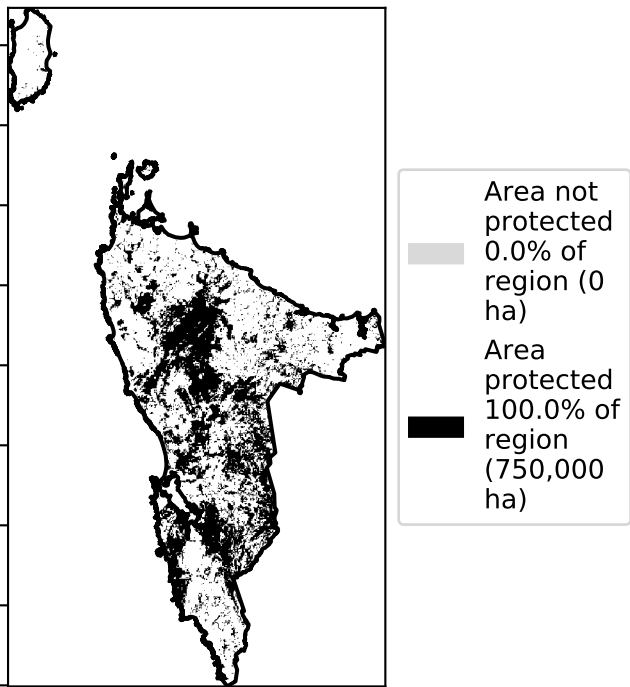 Area not
protected
0.0% of
region (0
ha)
Area
protected
100.0% of
region
(750,000
ha)